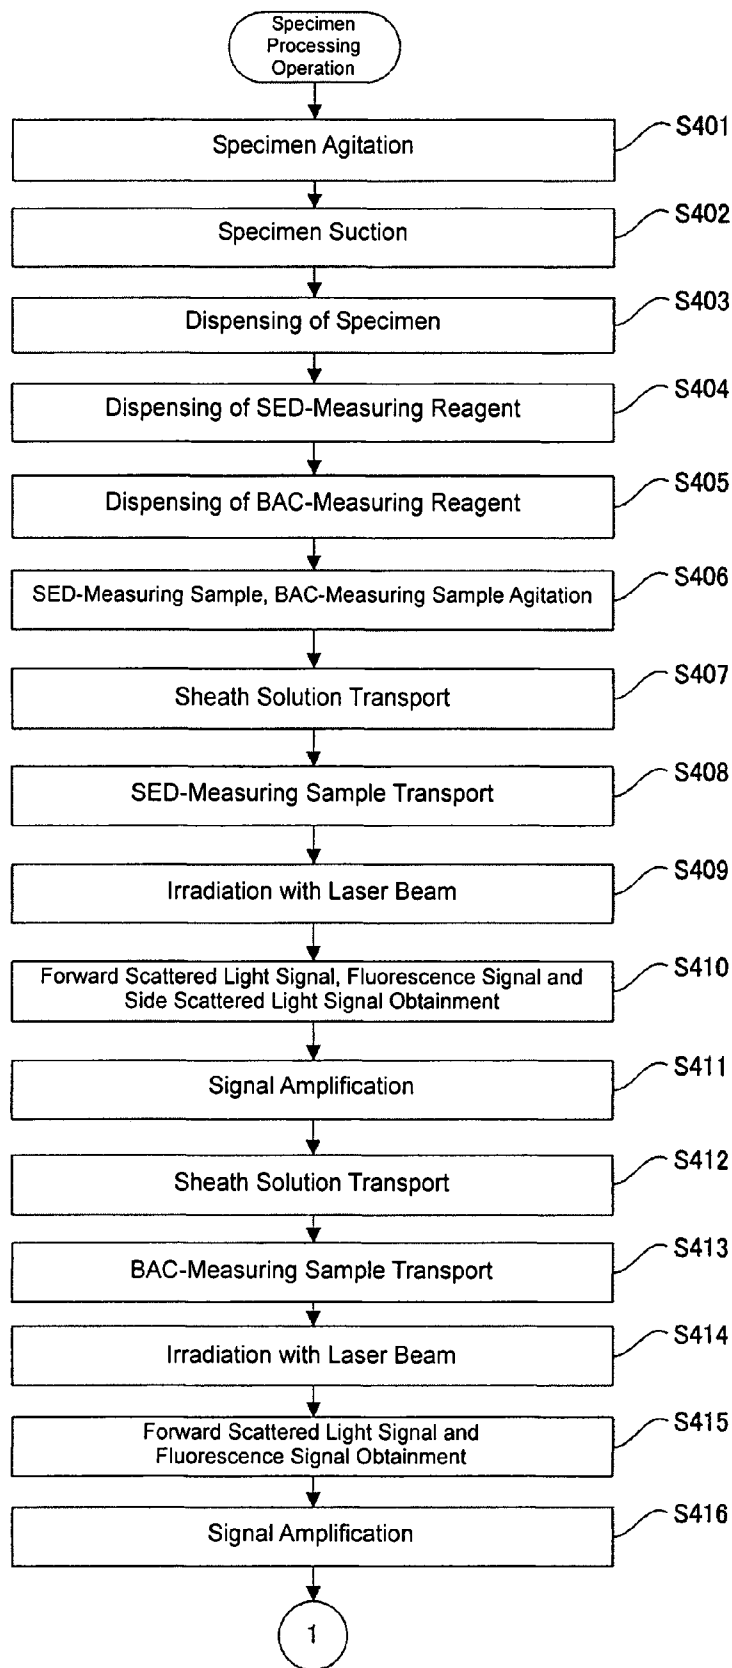 Specimen
Processing
Operation
Specimen Agitation
S401
Specimen Suction
S402
Dispensing of Specimen
S403
Dispensing of SED-Measuring Reagent
S404
Dispensing of BAC-Measuring Reagent
S405
SED-Measuring Sample, BAC-Measuring Sample Agitation
S406
Sheath Solution Transport
S407
SED-Measuring Sample Transport
S408
Irradiation with Laser Beam
S409
Forward Scattered Light Signal, Fluorescence Signal and
Side Scattered Light Signal Obtainment
S410
Signal Amplification
S411
Sheath Solution Transport
S412
BAC-Measuring Sample Transport
S413
Irradiation with Laser Beam
S414
Forward Scattered Light Signal and
Fluorescence Signal Obtainment
S415
Signal Amplification
S416
1